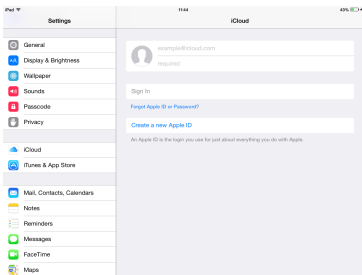 iPad 11:44 43%
Settings
iCloud
General
Display & Brightness
Wallpaper
Sounds
Passcode
Privacy
iCloud
iTunes & App Store
Mail, Contacts, Calendars
Notes
Reminders
Messages
FaceTime
Maps
example@icloud.com
required
Sign In
Forgot Apple ID or Password?
Create a new Apple ID
An Apple ID is the login you use for just about everything you do with Apple.